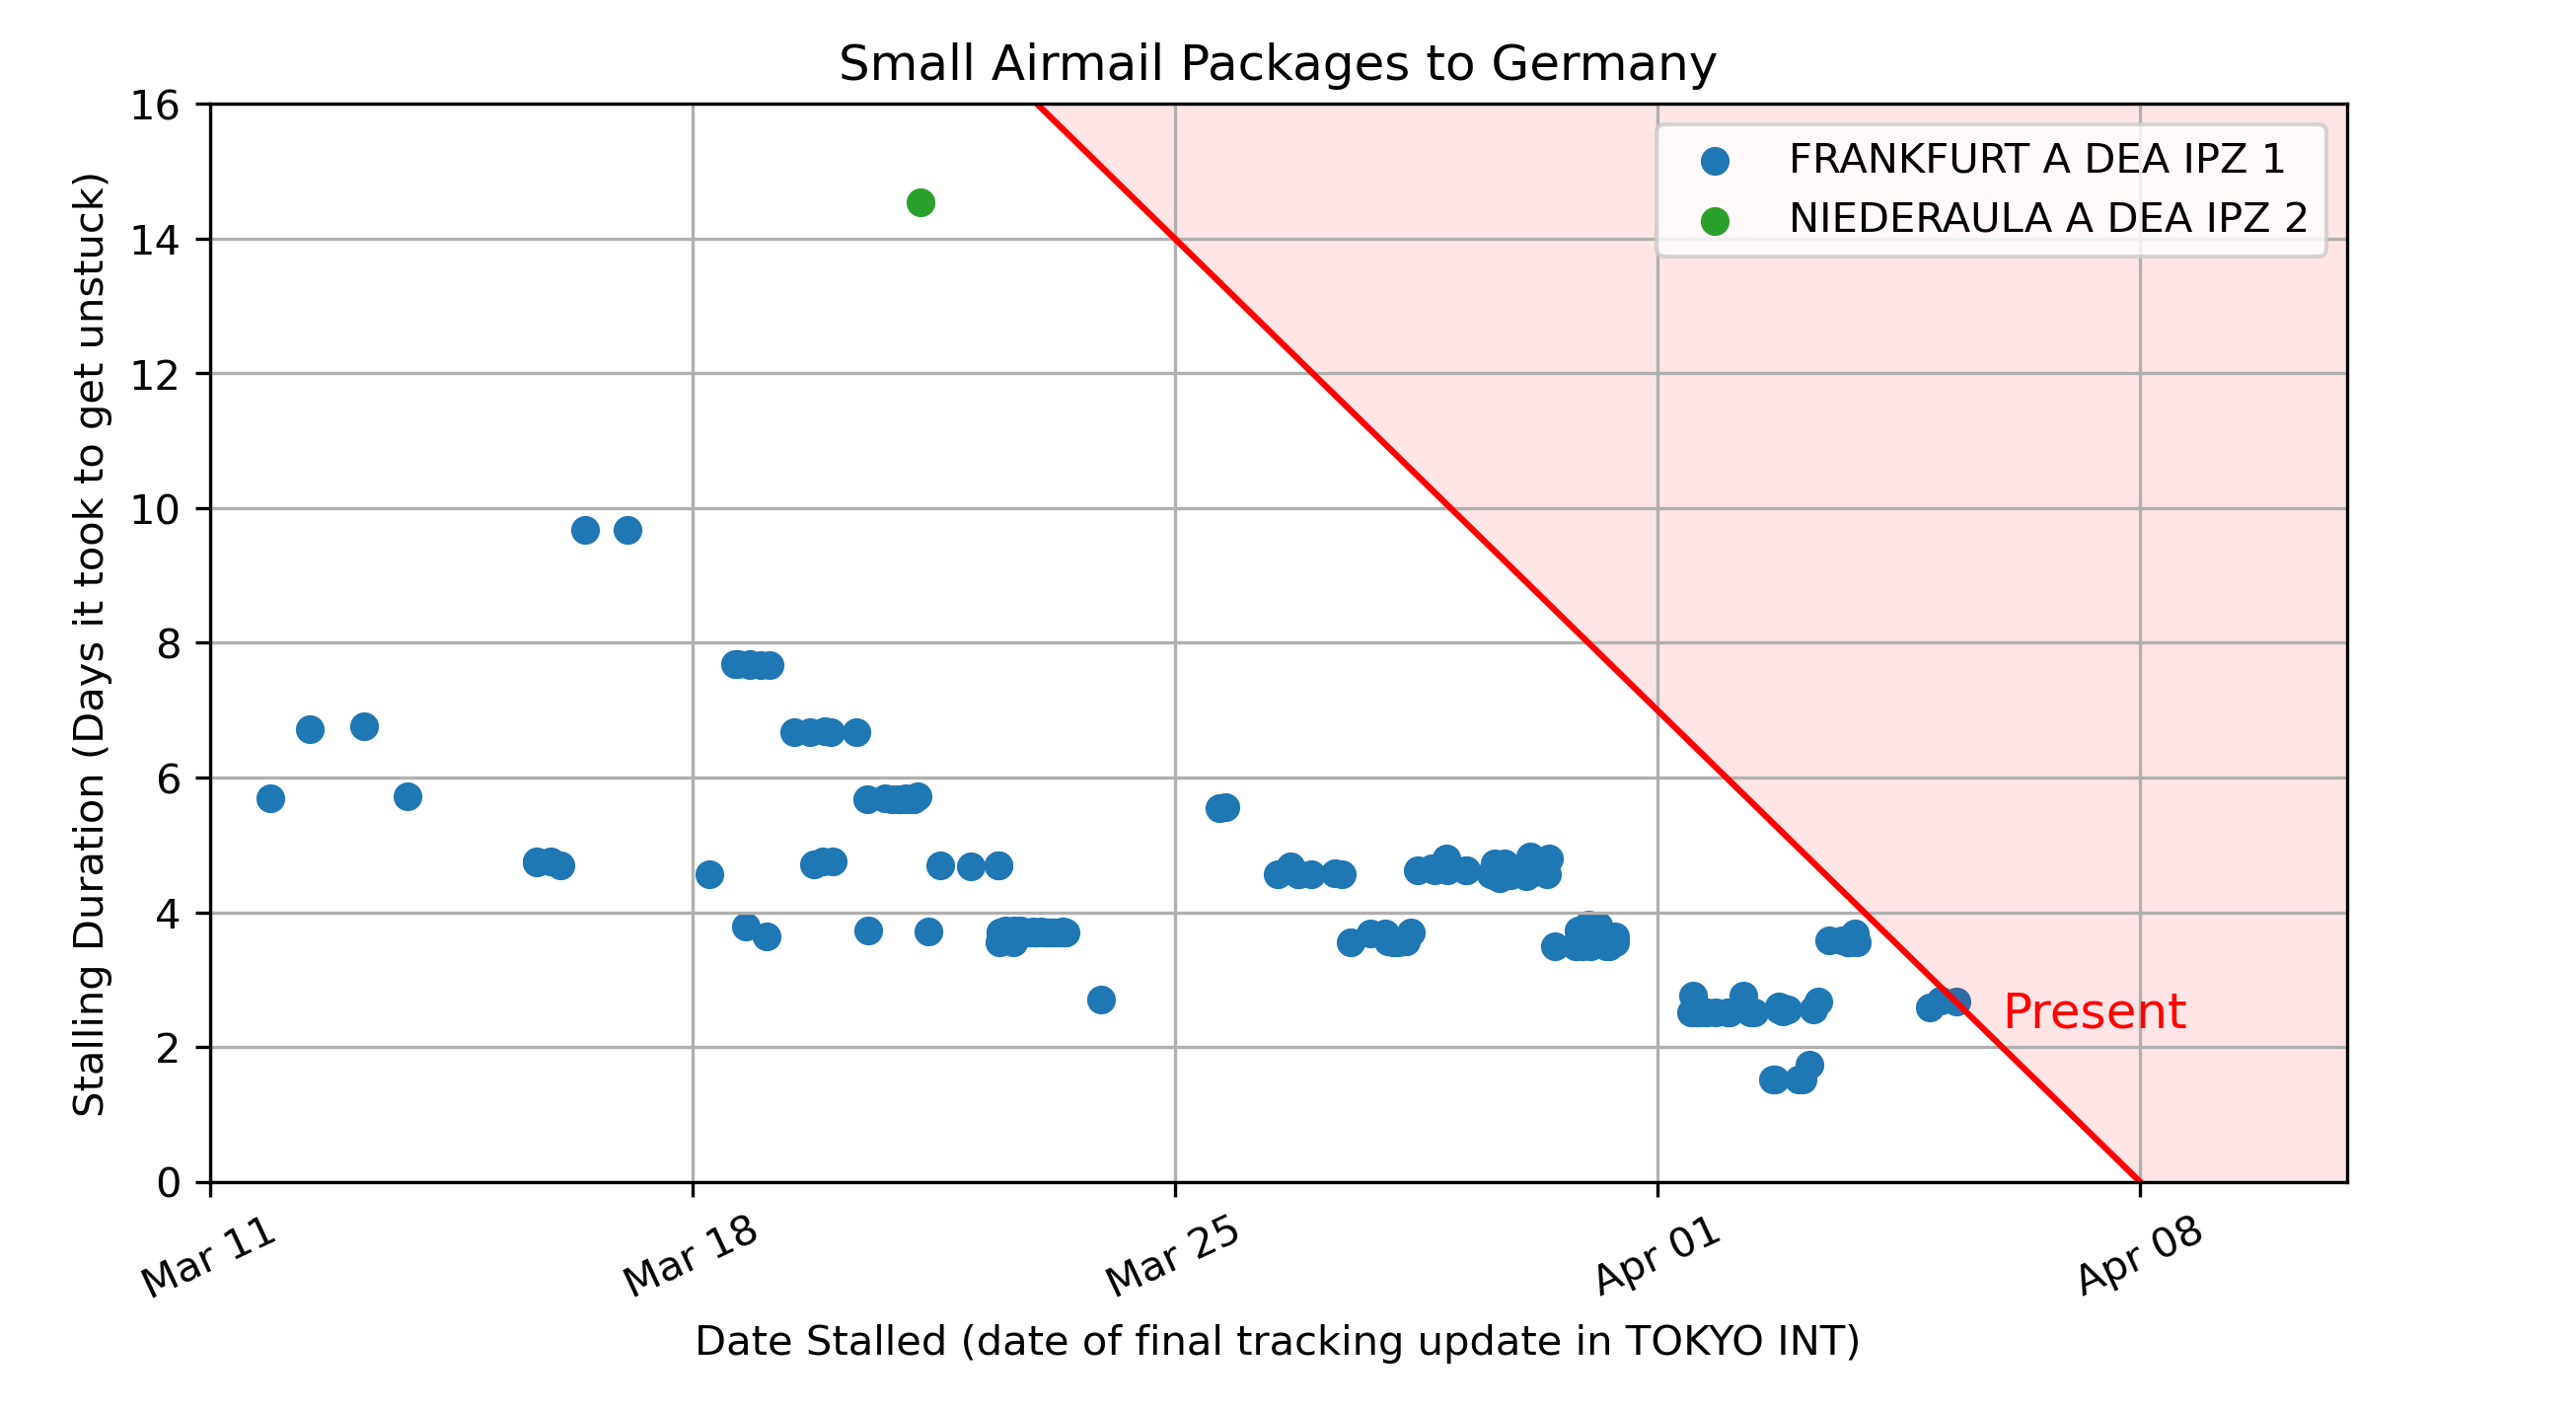 Small Airmail Packages to Germany
Stalling Duration (Days it took to get unstuck)
16
14
12
10
8
6
4
2
0
FRANKFURT A DEA IPZ 1
NIEDERAULA A DEA IPZ 2
Present
Mar 11
Mar 18
Mar 25
Apr 01
Apr 08
Date Stalled (date of final tracking update in TOKYO INT)